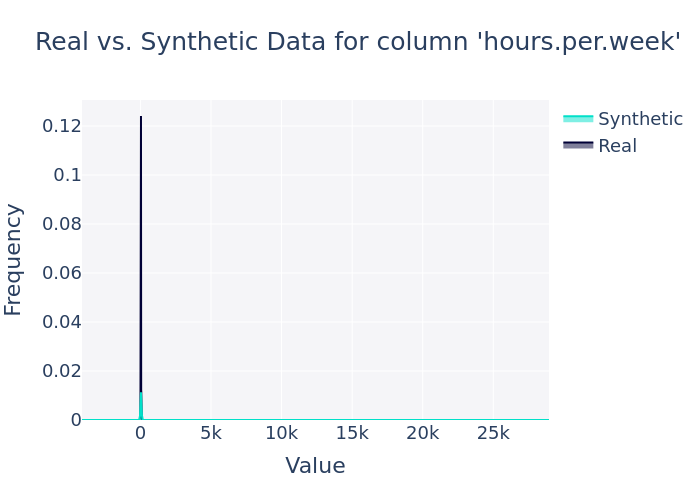 Real vs. Synthetic Data for column 'hours.per.week'
Synthetic
Real
Frequency
0.12
0.1
0.08
0.06
0.04
0.02
0
0 5k 10k 15k 20k 25k
Value